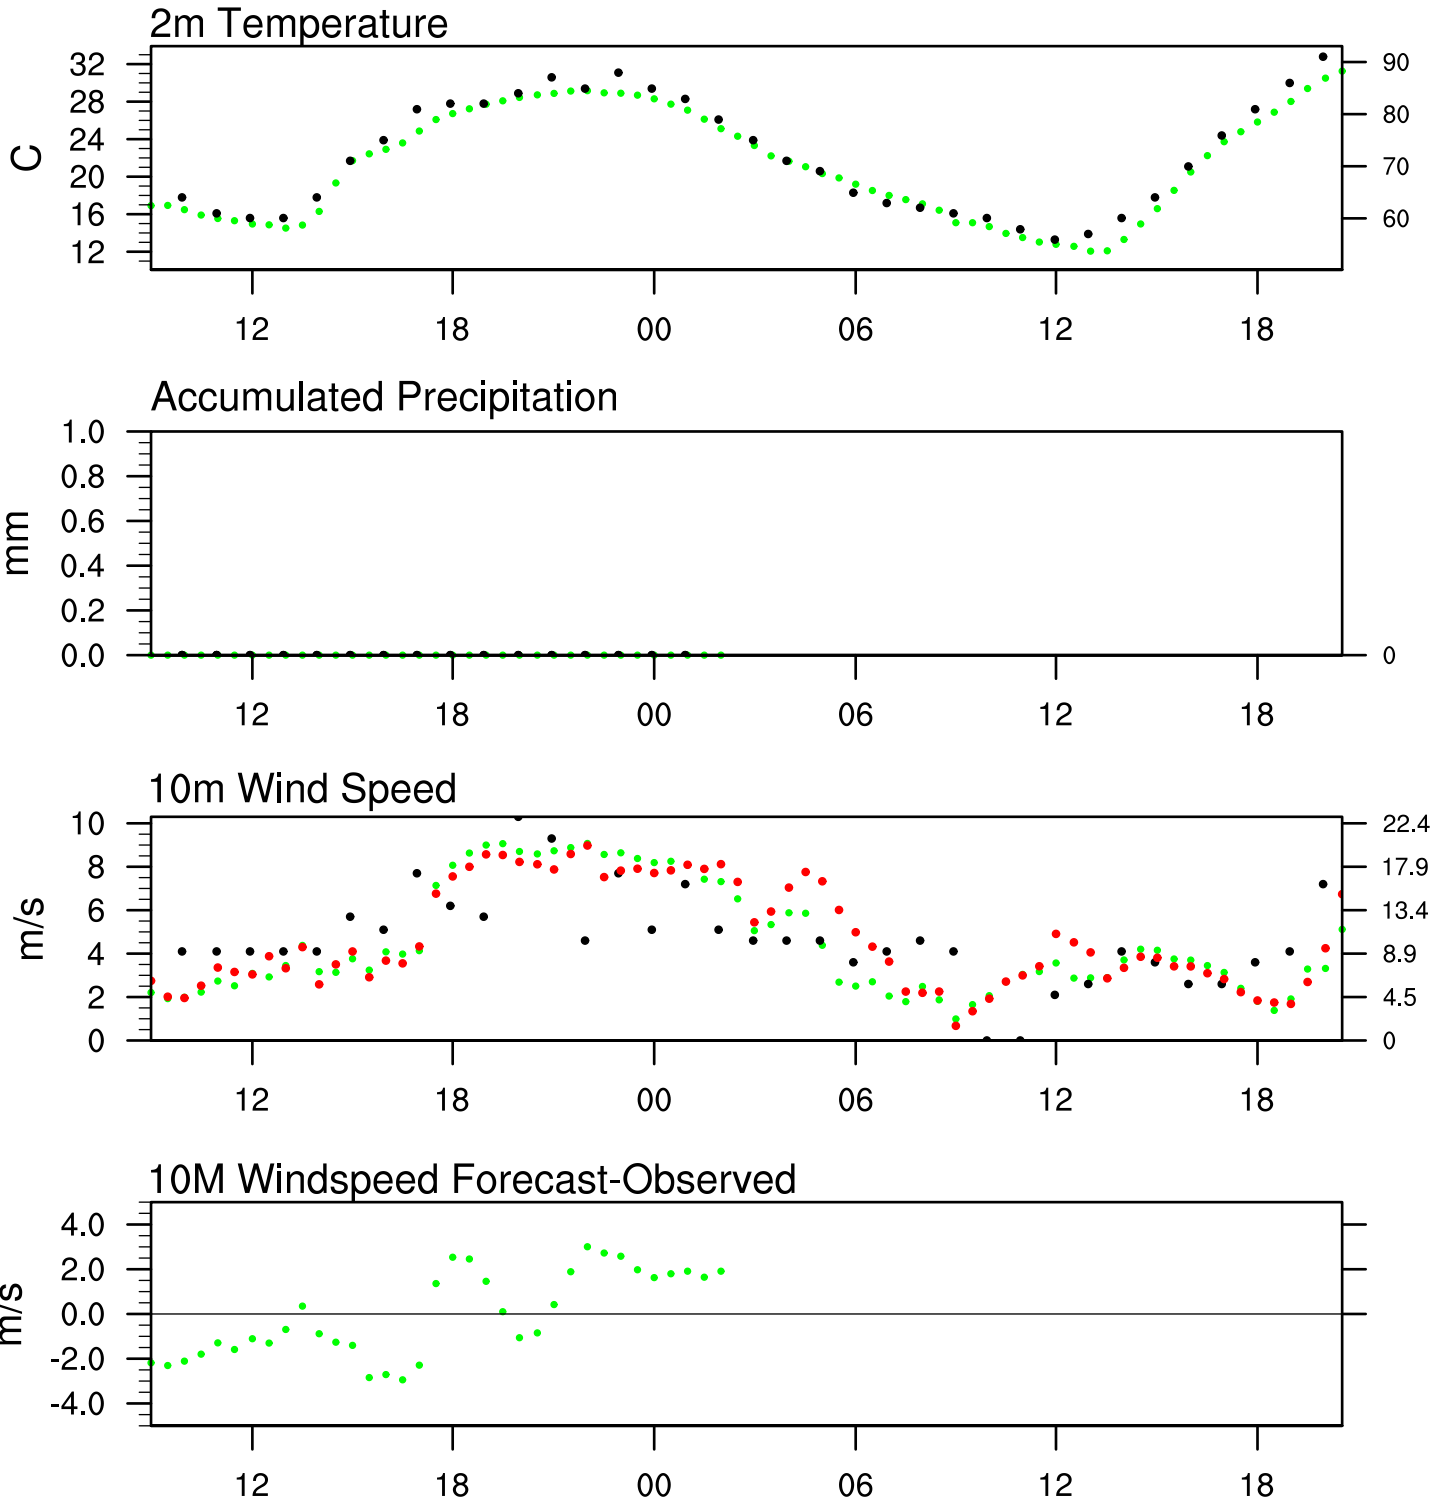 2m Temperature
32
28
24
20
16
12
C
90
80
70
60
12 18 00 06 12 18
Accumulated Precipitation
1.0
0.8
0.6
0.4
0.2
0.0
mm
0
12 18 00 06 12 18
10m Wind Speed
10
8
6
4
2
0
m/s
22.4
17.9
13.4
8.9
4.5
0
12 18 00 06 12 18
10M Windspeed Forecast-Observed
4.0
2.0
0.0
-2.0
-4.0
m/s
12 18 00 06 12 18